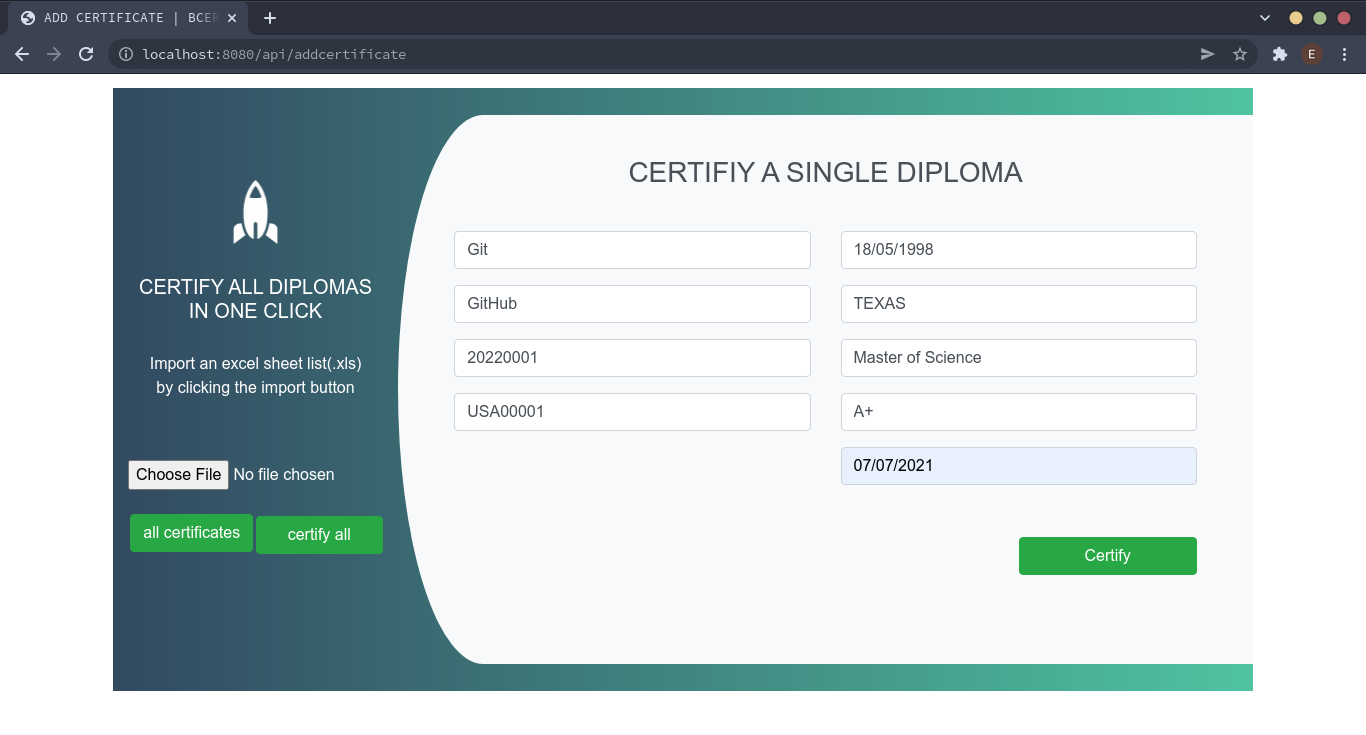 ADD CERTIFICATE | BCER
localhost:8080/api/addcertificate
E
CERTIFY ALL DIPLOMAS
IN ONE CLICK
Import an excel sheet list(.xls)
by clicking the import button
Choose File No file chosen
all certificates
certify all
CERTIFIY A SINGLE DIPLOMA
Git
18/05/1998
GitHub
TEXAS
20220001
Master of Science
USA00001
A+
07/07/2021
Certify